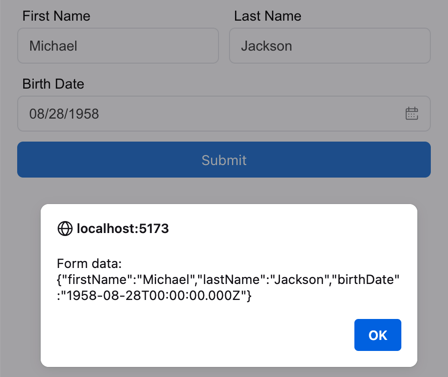 First Name Last Name
Michael Jackson
Birth Date
08/28/1958
Submit
localhost:5173
Form data:
{"firstName":"Michael","lastName":"Jackson","birthDate"
:"1958-08-28T00:00:00.000Z"}
OK